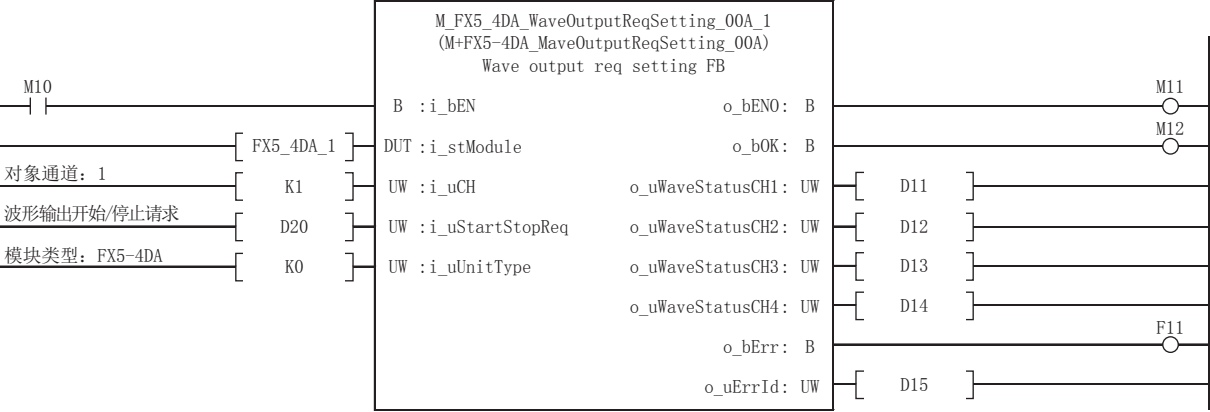 M_FX5_4DA_WaveOutputReqSetting_00A_1
(M+FX5-4DA_MaveOutputReqSetting_00A)
Wave output req setting FB
M10
B :i_bEN
o_bENO: B
M11
FX5_4DA_1
DUT :i_stModule
o_bOK: B
M12
对象通道: 1
K1
UW :i_uCH
o_uWaveStatusCH1: UW
D11
波形输出开始/停止请求
D20
UW :i_uStartStopReq
o_uWaveStatusCH2: UW
D12
模块类型: FX5-4DA
K0
UW :i_uUnitType
o_uWaveStatusCH3: UW
D13
o_uWaveStatusCH4: UW
D14
o_bErr: B
F11
o_uErrId: UW
D15